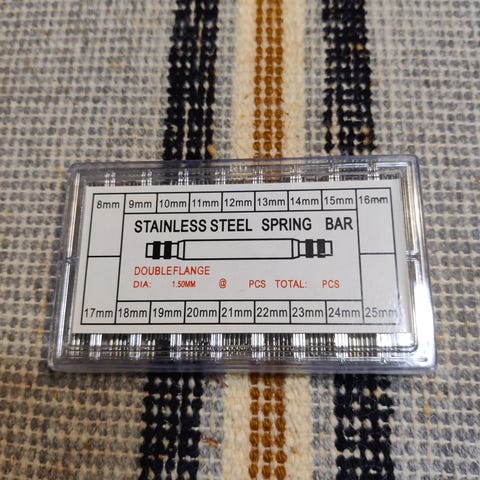 8mm 9mm 10mm 11mm 12mm 13mm 14mm 15mm 16mm
STAINLESS STEEL SPRING BAR
DOUBLEFLANGE
DIA: 1.50MM @ PCS TOTAL: PCS
17mm 18mm 19mm 20mm 21mm 22mm 23mm 24mm 25mm